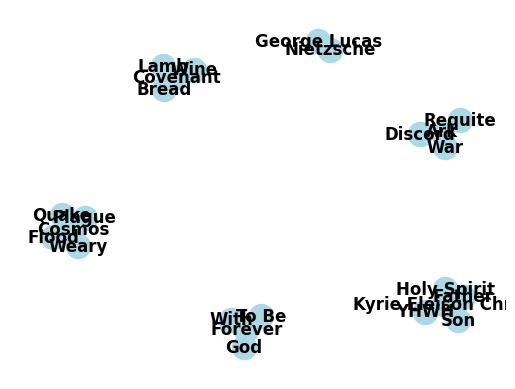 George Lucas
Nietzsche
Lamb
Wine
Covenant
Bread
Requite
Ark
Discord
War
Quake
Plague
Cosmos
Flood
Weary
Holy Spirit
Father
Kyrie Eleison Chr
YHWH
Son
With
To Be
Forever
God